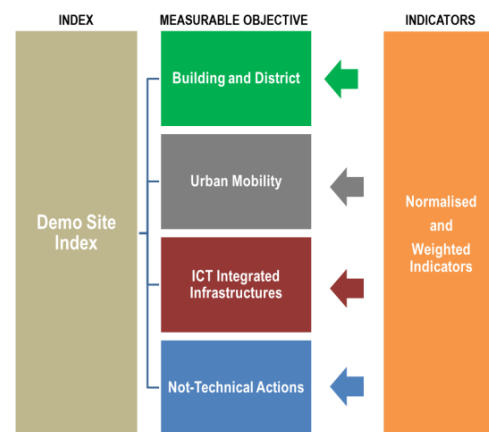 INDEX
MEASURABLE OBJECTIVE
INDICATORS
Building and District
Urban Mobility
Demo Site
Index
ICT Integrated
Infrastructures
Not-Technical Actions
Normalised
and
Weighted
Indicators